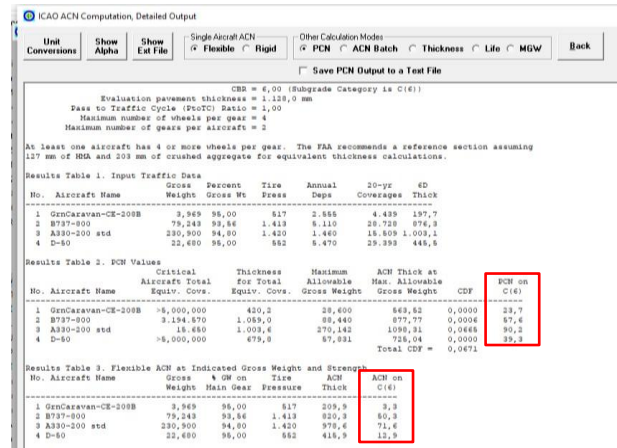 ICAO ACN Computation, Detailed Output
Unit Conversions
Show Alpha
Show Ext File
Single Aircraft ACN
Flexible Rigid
Other Calculation Modes
PCN ACN Batch Thickness Life MGW
Back
Save PCN Output to a Text File
CBR = 6,00 (Subgrade Category is C(6))
Evaluation pavement thickness = 1.128,0 mm
Pass to Traffic Cycle (PtoTC) Ratio = 1,00
Maximum number of wheels per gear = 4
Maximum number of gears per aircraft = 2
At least one aircraft has 4 or more wheels per gear. The FAA recommends a reference section assuming
127 mm of HMA and 203 mm of crushed aggregate for equivalent thickness calculations.
Results Table 1. Input Traffic Data
Gross Percent Tire Annual 20-yr 6D
No. Aircraft Name Weight Gross Wt Press Deps Coverages Thick
1 GrnCaravan-CE-208B 3,969 95,00 517 2.555 4.439 197,7
2 B737-800 79,243 93,56 1.413 5.110 28.728 876,3
3 A330-200 std 230,900 94,80 1.420 1.460 15.509 1.003,1
4 D-50 22,680 95,00 552 5.470 29.393 445,5
Results Table 2. PCN Values
Critical Thickness Maximum ACN Thick at
Aircraft Total for Total Allowable Max. Allowable PCN on
No. Aircraft Name Equiv. Covs. Equiv. Covs. Gross Weight Gross Weight CDF C(6)
1 GrnCaravan-CE-208B >5,000,000 420,2 28,600 563,52 0,0000 23,7
2 B737-800 3.194.570 1.059,0 88,440 877,77 0,0006 57,6
3 A330-200 std 15.650 1.003,6 270,142 1098,31 0,0665 90,2
4 D-50 >5,000,000 679,8 57,831 725,04 0,0000 39,3
Total CDF = 0,0671
Results Table 3. Flexible ACN at Indicated Gross Weight and Strength
No. Aircraft Name Gross % GW on Tire ACN ACN on
Weight Main Gear Pressure Thick C(6)
1 GrnCaravan-CE-208B 3,969 95,00 517 209,9 3,3
2 B737-800 79,243 93,56 1.413 820,3 50,3
3 A330-200 std 230,900 94,80 1.420 978,6 71,6
4 D-50 22,680 95,00 552 415,9 12,9